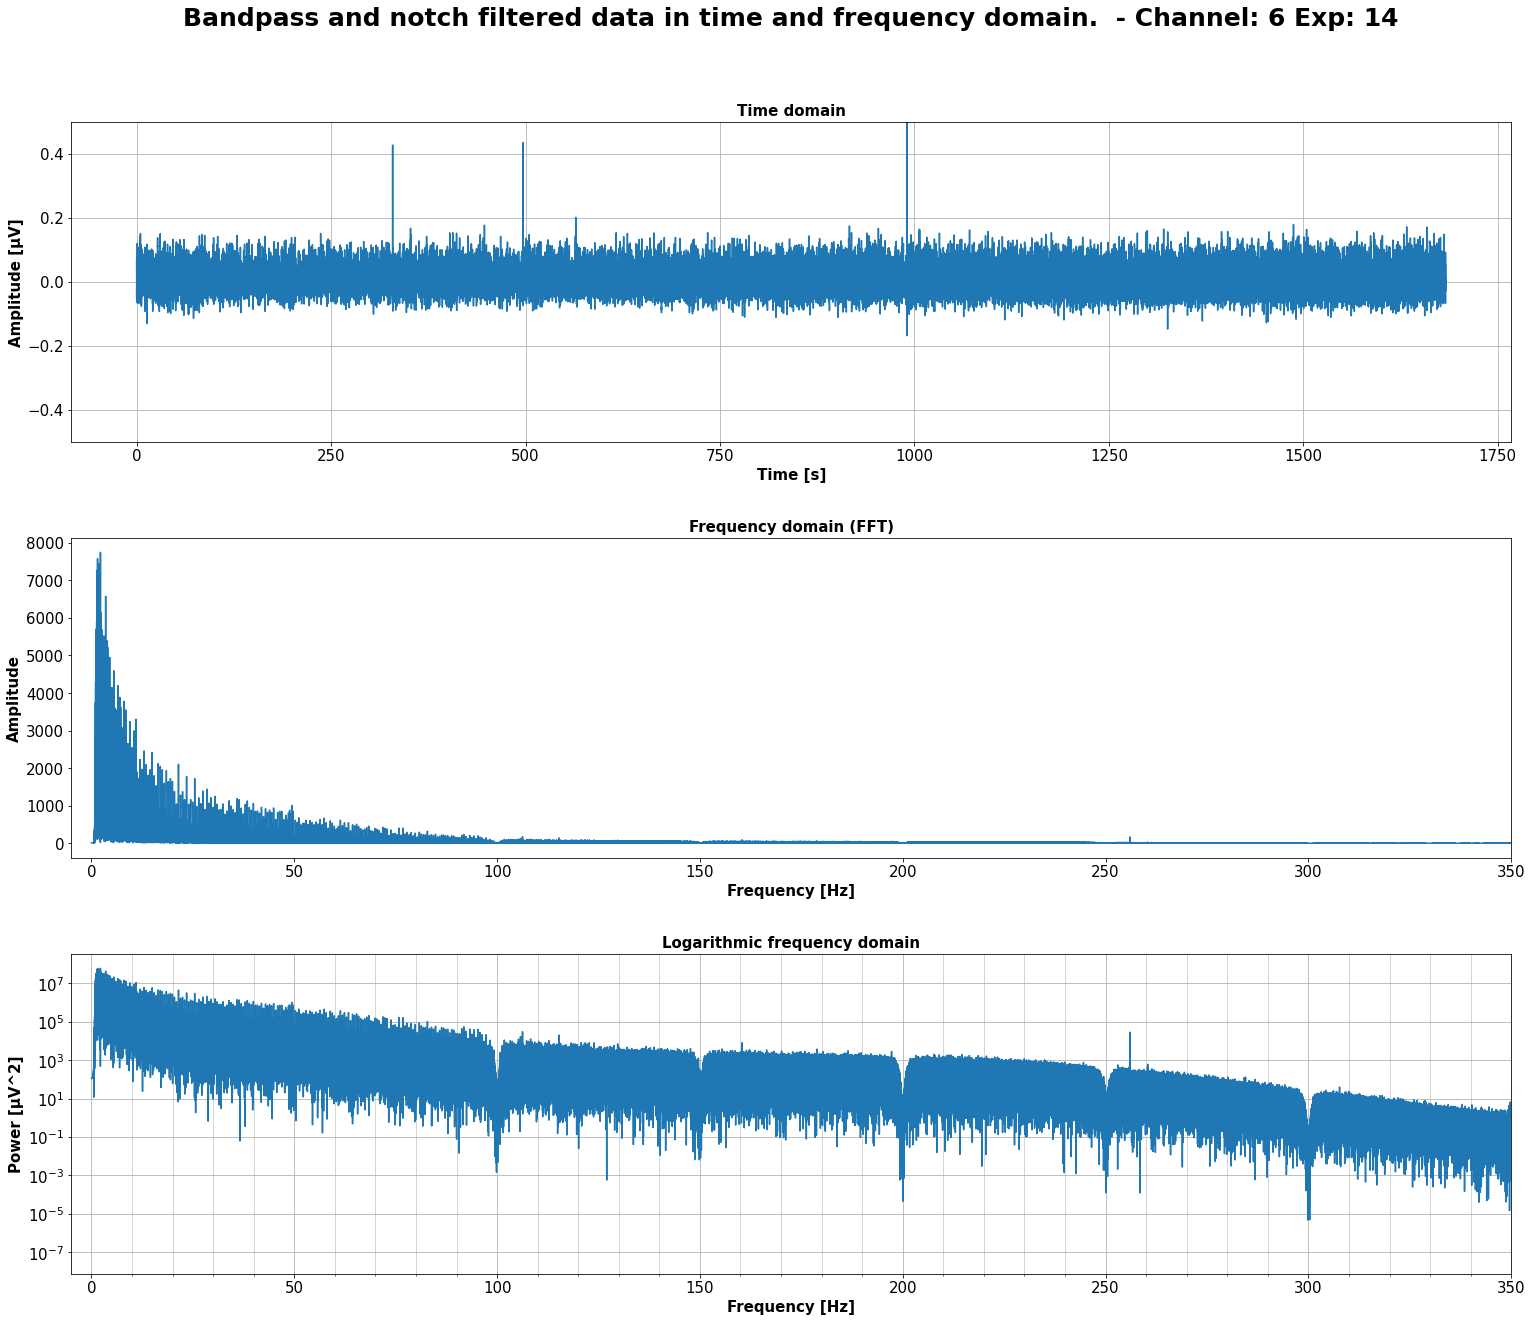 Bandpass and notch filtered data in time and frequency domain.  - Channel: 6 Exp: 14
Time domain
Amplitude [µV]
0.4
0.2
0.0
−0.2
−0.4
0 250 500 750 1000 1250 1500 1750
Time [s]
Frequency domain (FFT)
Amplitude
8000
7000
6000
5000
4000
3000
2000
1000
0
0 50 100 150 200 250 300 350
Frequency [Hz]
Logarithmic frequency domain
Power [µV^2]
10^7
10^5
10^3
10^1
10^−1
10^−3
10^−5
10^−7
0 50 100 150 200 250 300 350
Frequency [Hz]